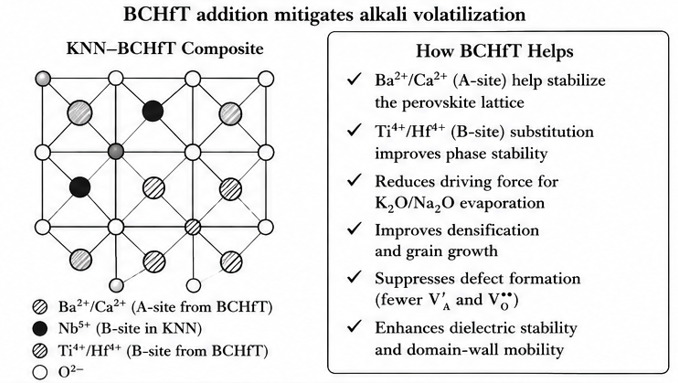 BCHfT addition mitigates alkali volatilization
KNN–BCHfT Composite
Ba²⁺/Ca²⁺ (A-site from BCHfT)
Nb⁵⁺ (B-site in KNN)
Ti⁴⁺/Hf⁴⁺ (B-site from BCHfT)
O²⁻
How BCHfT Helps
✓ Ba²⁺/Ca²⁺ (A-site) help stabilize
the perovskite lattice
✓ Ti⁴⁺/Hf⁴⁺ (B-site) substitution
improves phase stability
✓ Reduces driving force for
K₂O/Na₂O evaporation
✓ Improves densification
and grain growth
✓ Suppresses defect formation
(fewer V′_A and V_O^••)
✓ Enhances dielectric stability
and domain-wall mobility